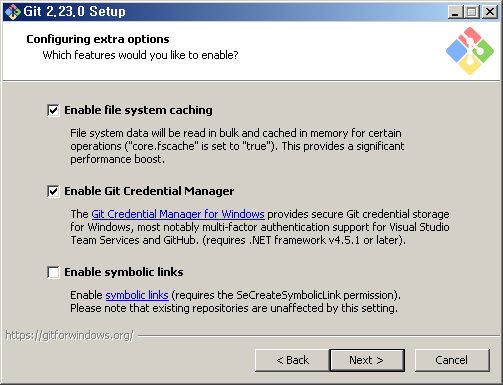 Git 2.23.0 Setup
Configuring extra options
Which features would you like to enable?
Enable file system caching
File system data will be read in bulk and cached in memory for certain
operations ("core.fscache" is set to "true"). This provides a significant
performance boost.
Enable Git Credential Manager
The Git Credential Manager for Windows provides secure Git credential storage
for Windows, most notably multi-factor authentication support for Visual Studio
Team Services and GitHub. (requires .NET framework v4.5.1 or later).
Enable symbolic links
Enable symbolic links (requires the SeCreateSymbolicLink permission).
Please note that existing repositories are unaffected by this setting.
https://gitforwindows.org/
< Back Next > Cancel